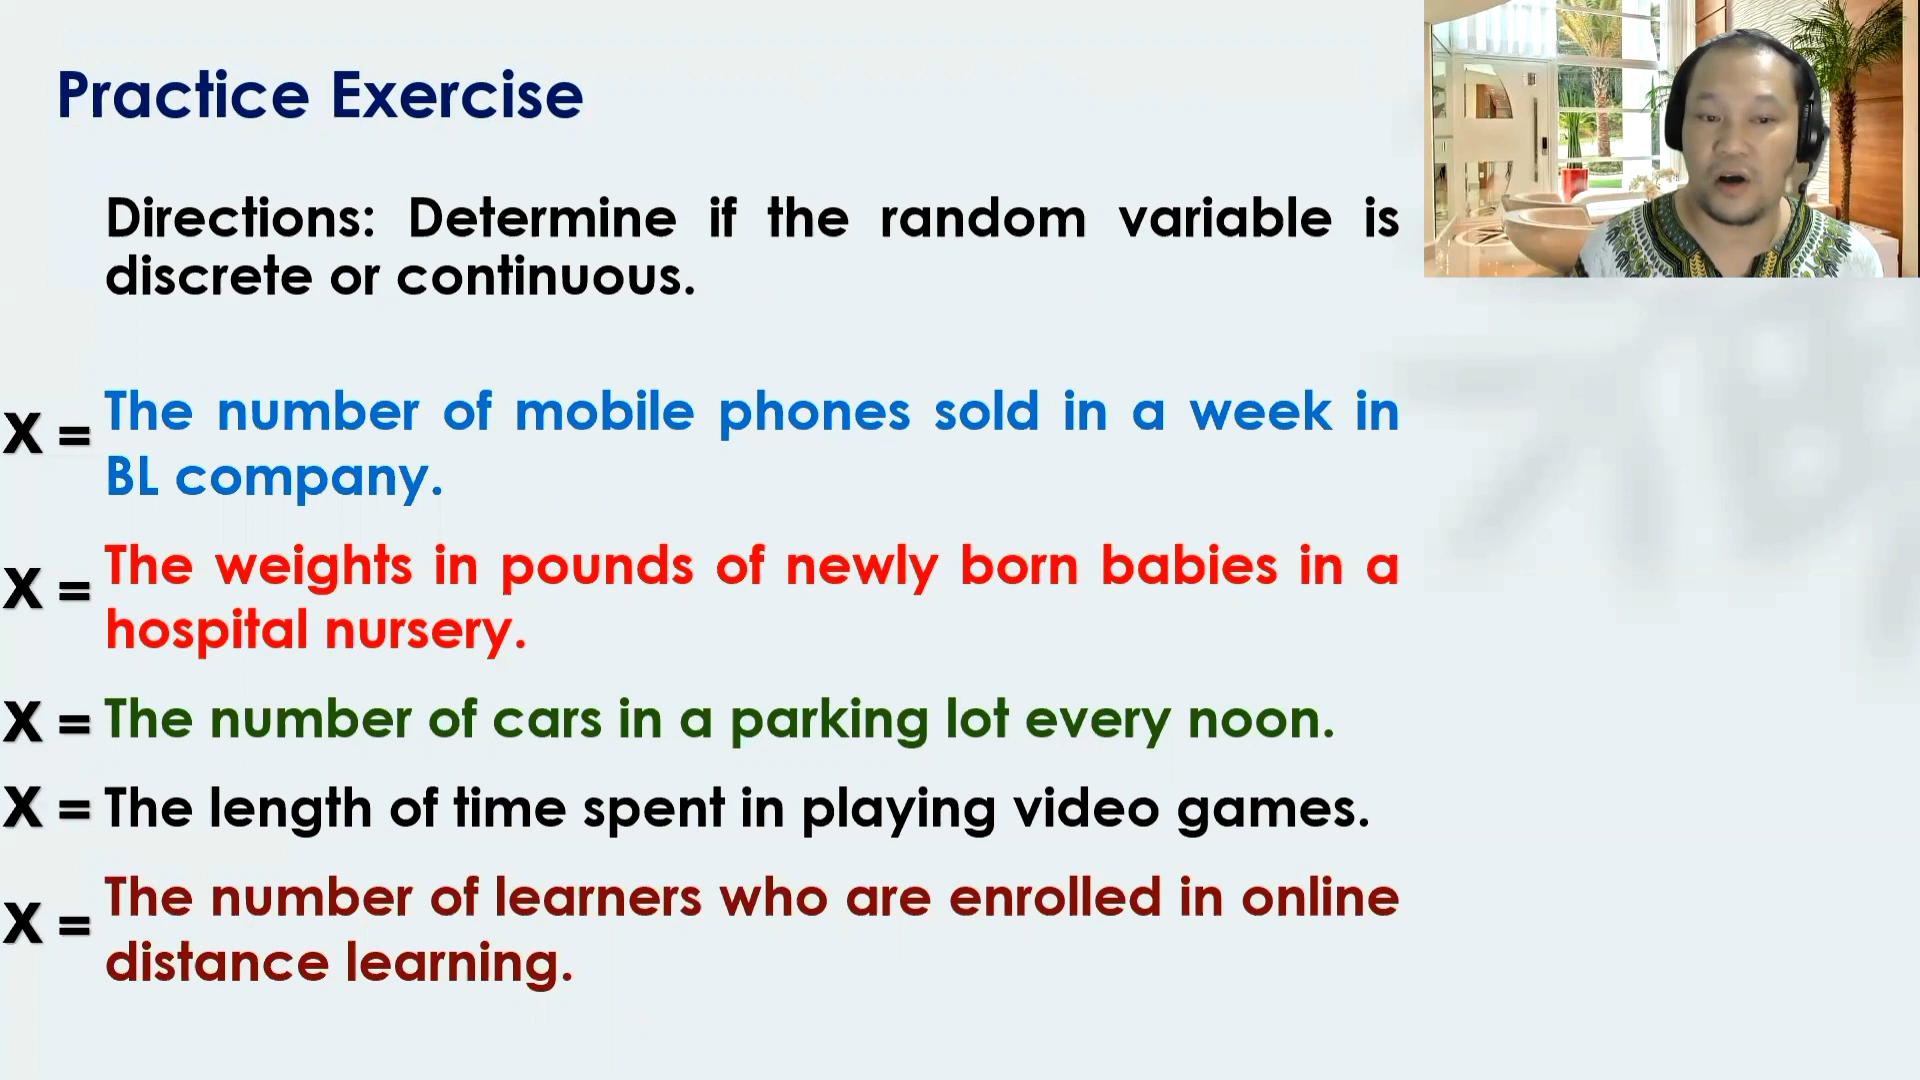 Practice Exercise
Directions: Determine if the random variable is
discrete or continuous.
X = The number of mobile phones sold in a week in
BL company.
X = The weights in pounds of newly born babies in a
hospital nursery.
X = The number of cars in a parking lot every noon.
X = The length of time spent in playing video games.
X = The number of learners who are enrolled in online
distance learning.